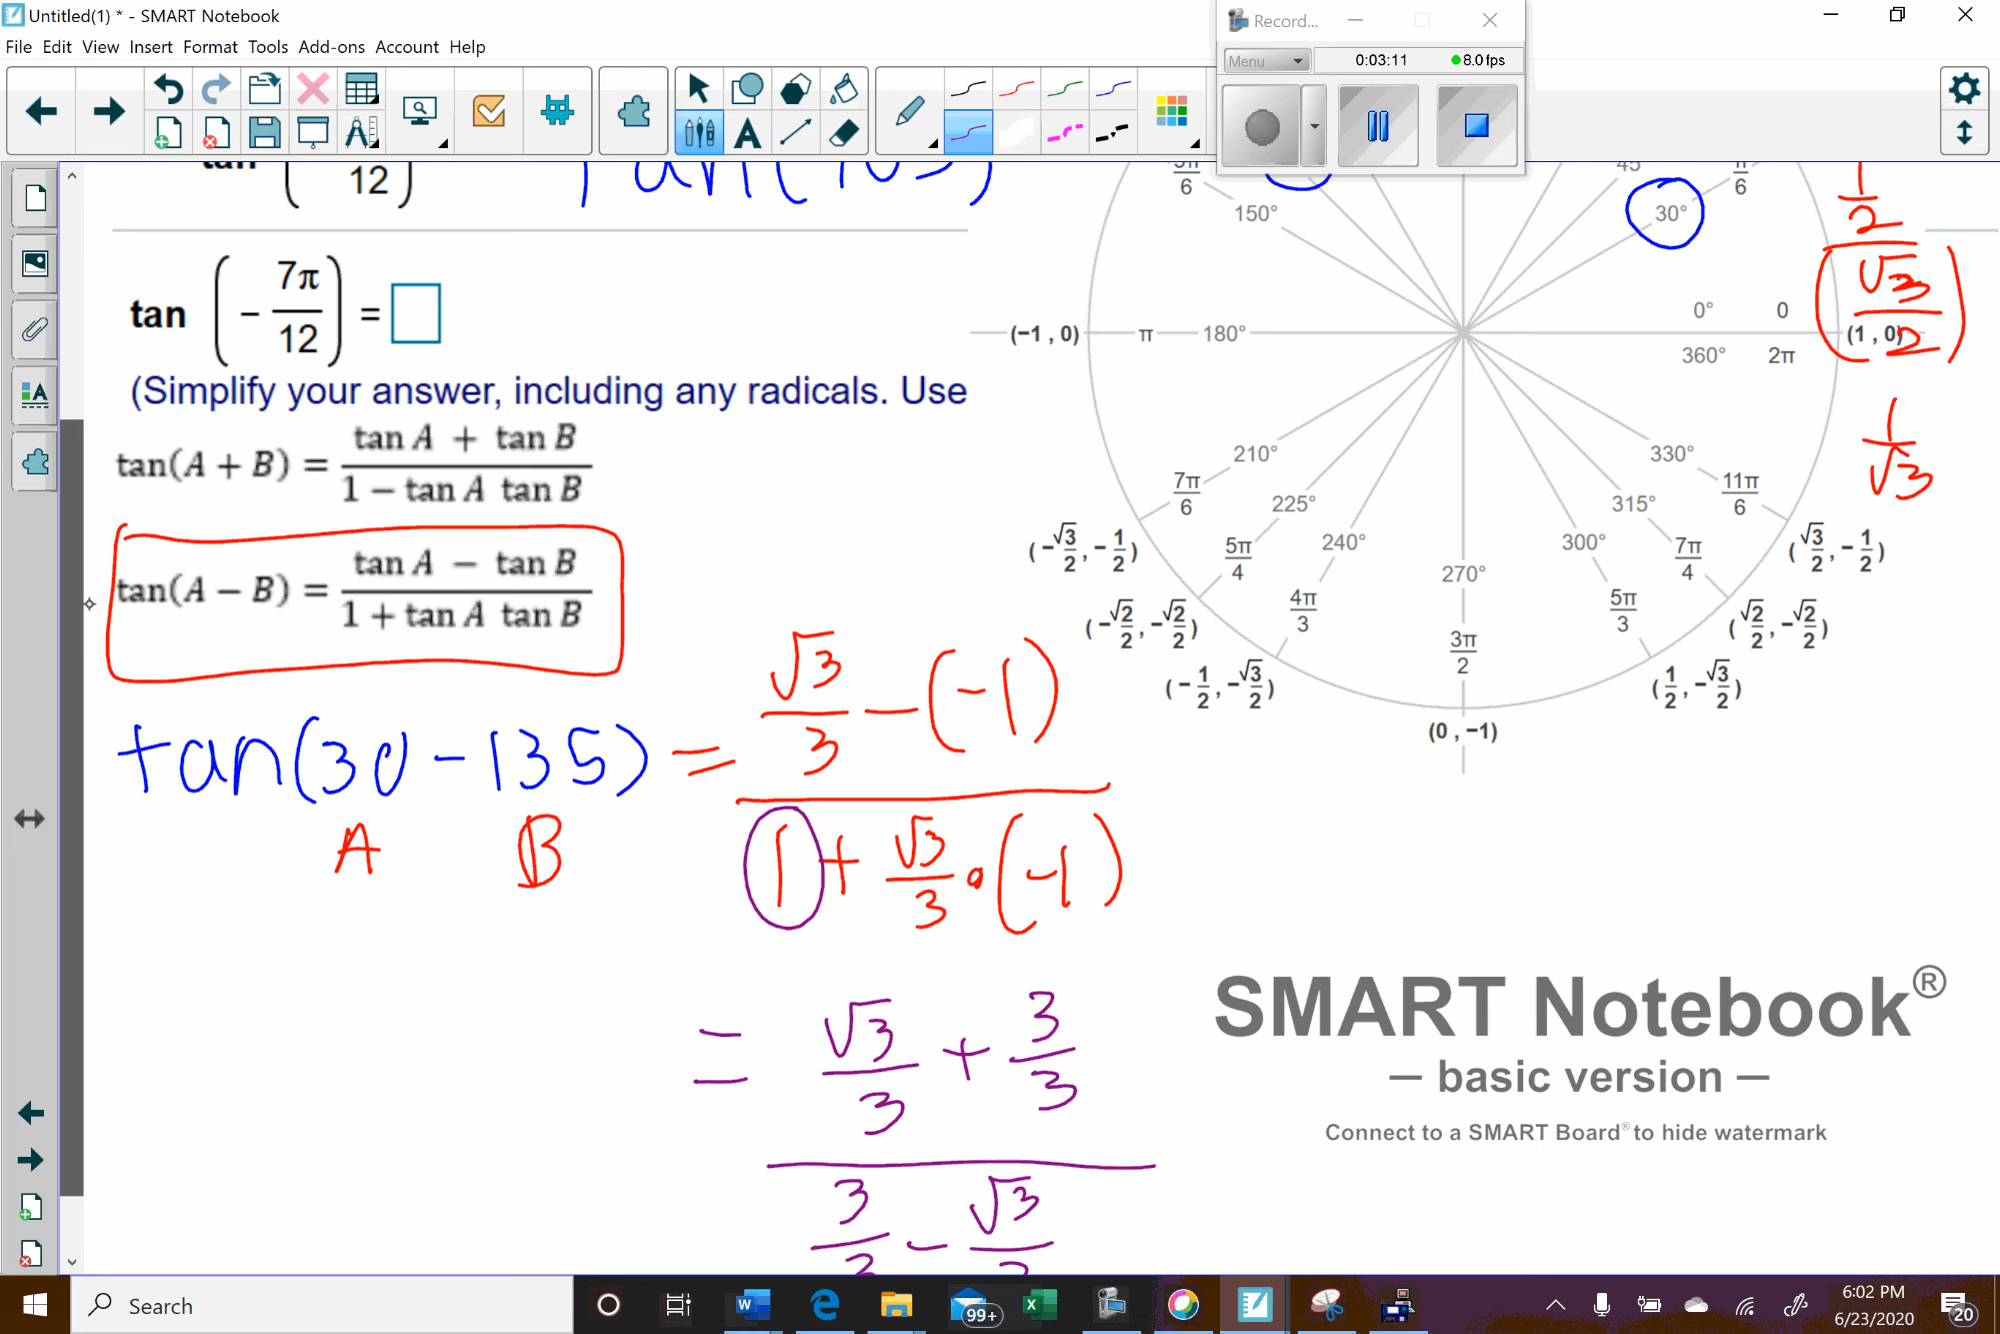 Untitled(1) * - SMART Notebook
File Edit View Insert Format Tools Add-ons Account Help
Record...
Menu 0:03:11 8.0 fps
tan ( 12 )
tan ( - 7π/12 ) =
(Simplify your answer, including any radicals. Use
tan(A + B) = (tan A + tan B)/(1 − tan A tan B)
tan(A − B) = (tan A − tan B)/(1 + tan A tan B)
tan(30 - 135) = (√3/3 - (-1))/(1 + √3/3 • (-1))
A B
= (√3/3 + 3/3)/(3/3 - √3/3)
6 45° π/6
150° 30°
(−1, 0) π 180° 0° 0 (1, 0)
360° 2π
210° 330°
7π/6 225° 315° 11π/6
(−√3/2, −1/2) 5π/4 240° 300° 7π/4 (√3/2, −1/2)
(−√2/2, −√2/2) 4π/3 270° 5π/3 (√2/2, −√2/2)
(−1/2, −√3/2) 3π/2 (1/2, −√3/2)
(0, −1)
1/2
(√3/2)
1/√3
SMART Notebook®
— basic version —
Connect to a SMART Board® to hide watermark
Search
99+
6:02 PM
6/23/2020
20